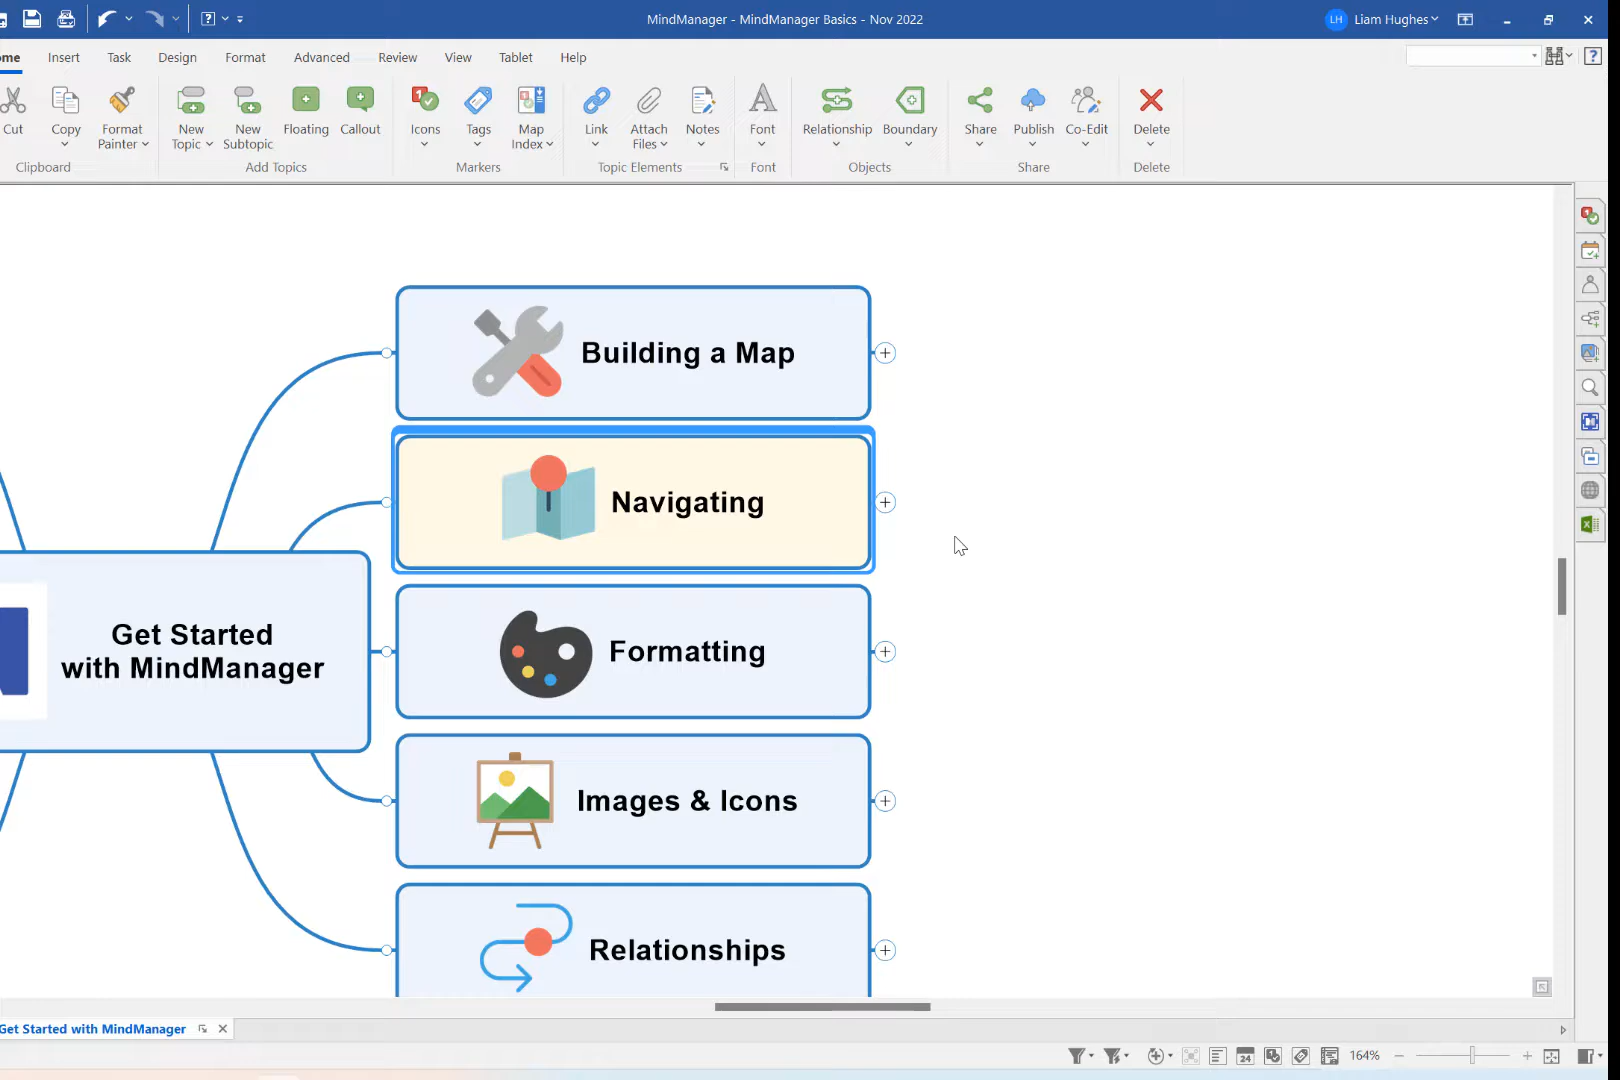 MindManager - MindManager Basics - Nov 2022
LH Liam Hughes
Insert Task Design Format Advanced Review View Tablet Help
Cut
Copy
Format
Painter
Clipboard
New
Topic
New
Subtopic
Floating
Callout
Add Topics
Icons
Tags
Map
Index
Markers
Link
Attach
Files
Notes
Topic Elements
Font
Font
Relationship
Boundary
Objects
Share
Publish
Co-Edit
Share
Delete
Delete
Building a Map
Navigating
Get Started
with MindManager
Formatting
Images & Icons
Relationships
Get Started with MindManager
24
164%